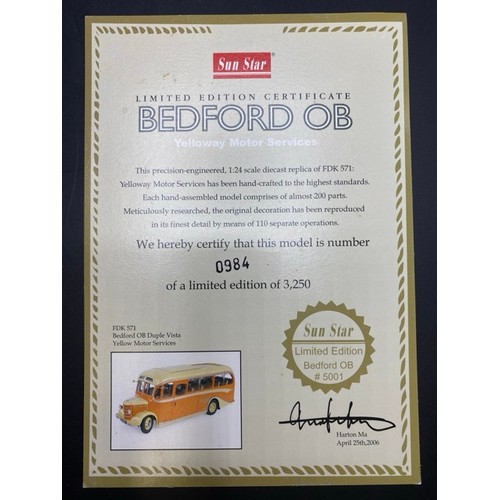 Sun Star
LIMITED EDITION CERTIFICATE
BEDFORD OB
Yelloway Motor Services
This precision-engineered, 1:24 scale diecast replica of FDK 571:
Yelloway Motor Services has been hand-crafted to the highest standards.
Each hand-assembled model comprises of almost 200 parts.
Meticulously researched, the original decoration has been reproduced
in its finest detail by means of 110 separate operations.
We hereby certify that this model is number
0984
of a limited edition of 3,250
FDK 571
Bedford OB Duple Vista
Yellow Motor Services
Sun Star
Limited Edition
Bedford OB
# 5001
Harton Ma
April 25th,2006